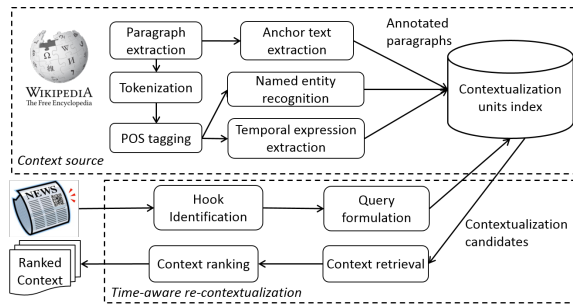 Paragraph
extraction
Anchor text
extraction
Annotated
paragraphs
Ω
W
WIKIPEDIA
The Free Encyclopedia
Tokenization
Named entity
recognition
Contextualization
units index
POS tagging
Temporal expression
extraction
Context source
NEWS
Hook
Identification
Query
formulation
Contextualization
candidates
Ranked
Context
Context ranking
Context retrieval
Time-aware re-contextualization